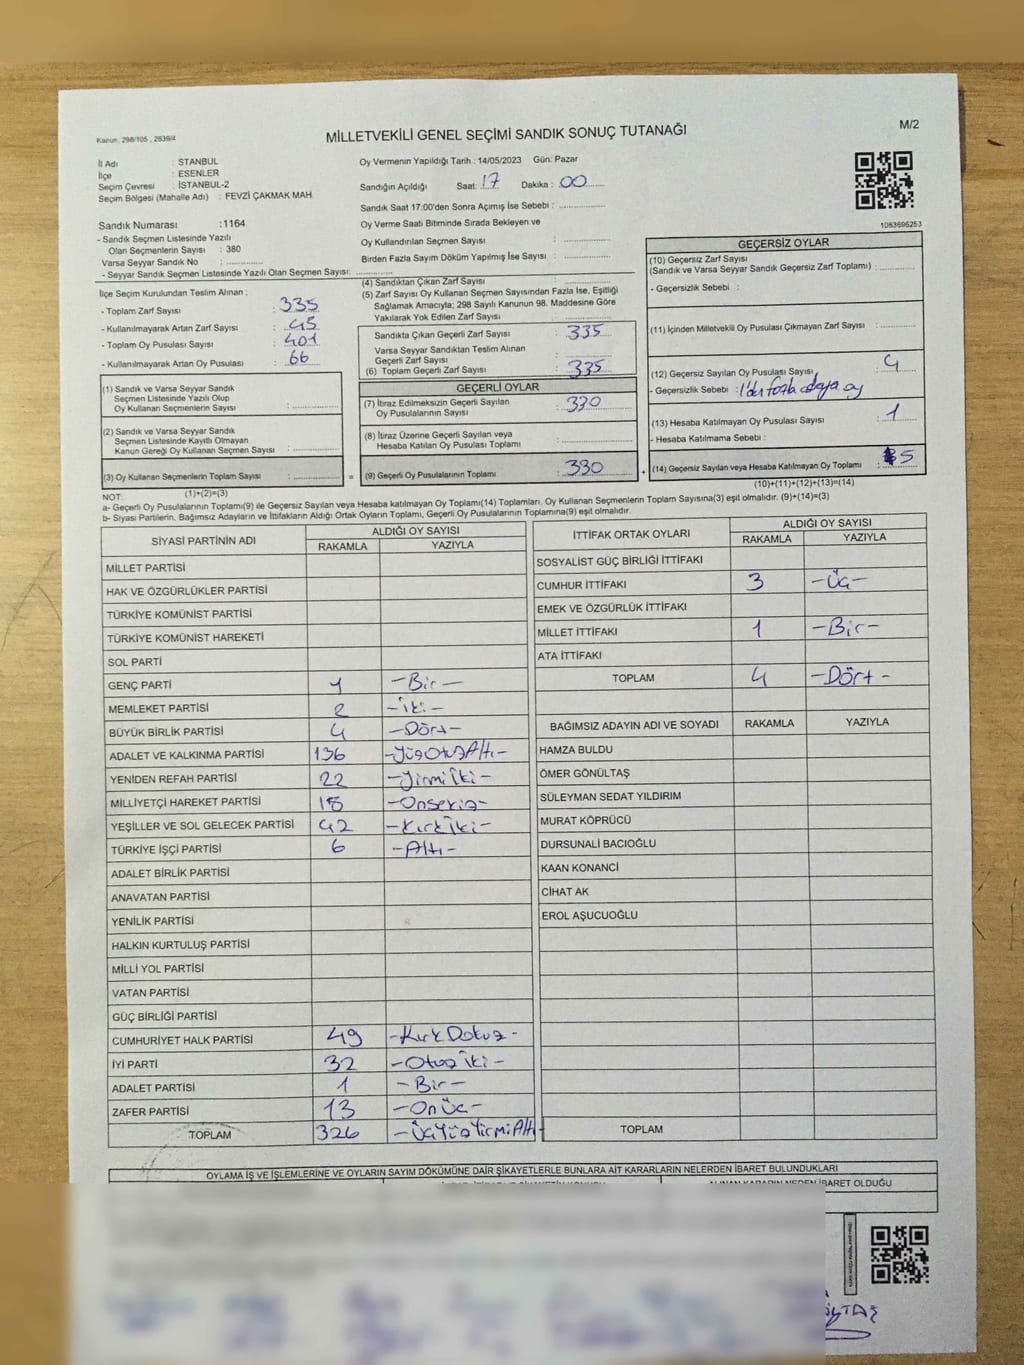 Kanun: 298/105 , 2839/4
MİLLETVEKİLİ GENEL SEÇİMİ SANDIK SONUÇ TUTANAĞI
M/2
İl Adı : STANBUL
İlçe : ESENLER
Seçim Çevresi : İSTANBUL-2
Seçim Bölgesi (Mahalle Adı) : FEVZİ ÇAKMAK MAH
Sandık Numarası : 1164
- Sandık Seçmen Listesinde Yazılı
Olan Seçmenlerin Sayısı : 380
Varsa Seyyar Sandık No :
- Seyyar Sandık Seçmen Listesinde Yazılı Olan Seçmen Sayısı:
Oy Vermenin Yapıldığı Tarih : 14/05/2023 Gün: Pazar
Sandığın Açıldığı Saat: 17 Dakika : 00
Sandık Saat 17:00'den Sonra Açımış İse Sebebi :
Oy Verme Saati Bitiminde Sırada Bekleyen ve
Oy Kullandırılan Seçmen Sayısı :
Birden Fazla Sayım Döküm Yapılmış İse Sayısı :
1083696253
İlçe Seçim Kurulundan Teslim Alınan ;
- Toplam Zarf Sayısı : 335
- Kullanılmayarak Artan Zarf Sayısı : 45
- Toplam Oy Pusulası Sayısı : 401
- Kullanılmayarak Artan Oy Pusulası : 66
(1) Sandık ve Varsa Seyyar Sandık
Seçmen Listesinde Yazılı Olup
Oy Kullanan Seçmenlerin Sayısı :
(2) Sandık ve Varsa Seyyar Sandık
Seçmen Listesinde Kayıtlı Olmayan
Kanun Gereği Oy Kullanan Seçmen Sayısı :
(3) Oy Kullanan Seçmenlerin Toplam Sayısı :
(1)+(2)=(3)
(4) Sandıktan Çıkan Zarf Sayısı :
(5) Zarf Sayısı Oy Kullanan Seçmen Sayısından Fazla İse, Eşitliği
Sağlamak Amacıyla; 298 Sayılı Kanunun 98. Maddesine Göre
Yakılarak Yok Edilen Zarf Sayısı :
Sandıkta Çıkan Geçerli Zarf Sayısı : 335
Varsa Seyyar Sandıktan Teslim Alınan
Geçerli Zarf Sayısı :
(6) Toplam Geçerli Zarf Sayısı : 335
GEÇERLİ OYLAR
(7) İtiraz Edilmeksizin Geçerli Sayılan
Oy Pusulalarının Sayısı : 330
(8) İtiraz Üzerine Geçerli Sayılan veya
Hesaba Katılan Oy Pusulası Toplamı :
= (9) Geçerli Oy Pusulalarının Toplamı : 330 +
GEÇERSİZ OYLAR
(10) Geçersiz Zarf Sayısı
(Sandık ve Varsa Seyyar Sandık Geçersiz Zarf Toplamı) :
- Geçersizlik Sebebi :
(11) İçinden Milletvekili Oy Pusulası Çıkmayan Zarf Sayısı :
(12) Geçersiz Sayılan Oy Pusulası Sayısı : 4
- Geçersizlik Sebebi : 1'den fazla adaya oy
(13) Hesaba Katılmayan Oy Pusulası Sayısı : 1
- Hesaba Katılmama Sebebi :
(14) Geçersiz Sayılan veya Hesaba Katılmayan Oy Toplamı : 5
(10)+(11)+(12)+(13)=(14)
NOT:
a- Geçerli Oy Pusulalarının Toplamı(9) ile Geçersiz Sayılan veya Hesaba katılmayan Oy Toplamı(14) Toplamları, Oy Kullanan Seçmenlerin Toplam Sayısına(3) eşit olmalıdır. (9)+(14)=(3)
b- Siyasi Partilerin, Bağımsız Adayların ve İttifakların Aldığı Ortak Oyların Toplamı, Geçerli Oy Pusulalarının Toplamına(9) eşit olmalıdır.
SİYASİ PARTİNİN ADI ALDIĞI OY SAYISI
RAKAMLA YAZIYLA
MİLLET PARTİSİ
HAK VE ÖZGÜRLÜKLER PARTİSİ
TÜRKİYE KOMÜNİST PARTİSİ
TÜRKİYE KOMÜNİST HAREKETİ
SOL PARTİ
GENÇ PARTİ 1 -Bir-
MEMLEKET PARTİSİ 2 -İki-
BÜYÜK BİRLİK PARTİSİ 4 -Dört-
ADALET VE KALKINMA PARTİSİ 136 -YüzOtuzAltı-
YENİDEN REFAH PARTİSİ 22 -Yirmiİki-
MİLLİYETÇİ HAREKET PARTİSİ 18 -Onsekiz-
YEŞİLLER VE SOL GELECEK PARTİSİ 42 -Kırkİki-
TÜRKİYE İŞÇİ PARTİSİ 6 -Altı-
ADALET BİRLİK PARTİSİ
ANAVATAN PARTİSİ
YENİLİK PARTİSİ
HALKIN KURTULUŞ PARTİSİ
MİLLİ YOL PARTİSİ
VATAN PARTİSİ
GÜÇ BİRLİĞİ PARTİSİ
CUMHURİYET HALK PARTİSİ 49 -Kırk Dokuz-
İYİ PARTİ 32 -Otuz İki-
ADALET PARTİSİ 1 -Bir-
ZAFER PARTİSİ 13 -OnÜç-
TOPLAM 326 -ÜçYüzYirmiAltı-
İTTİFAK ORTAK OYLARI ALDIĞI OY SAYISI
RAKAMLA YAZIYLA
SOSYALİST GÜÇ BİRLİĞİ İTTİFAKI
CUMHUR İTTİFAKI 3 -Üç-
EMEK VE ÖZGÜRLÜK İTTİFAKI
MİLLET İTTİFAKI 1 -Bir-
ATA İTTİFAKI
TOPLAM 4 -Dört-
BAĞIMSIZ ADAYIN ADI VE SOYADI RAKAMLA YAZIYLA
HAMZA BULDU
ÖMER GÖNÜLTAŞ
SÜLEYMAN SEDAT YILDIRIM
MURAT KÖPRÜCÜ
DURSUNALİ BACIOĞLU
KAAN KONANCİ
CİHAT AK
EROL AŞUCUOĞLU
TOPLAM
OYLAMA İŞ VE İŞLEMLERİNE VE OYLARIN SAYIM DÖKÜMÜNE DAİR ŞİKAYETLERLE BUNLARA AİT KARARLARIN NELERDEN İBARET BULUNDUKLARI
ALINAN KARARIN NEDEN İBARET OLDUĞU